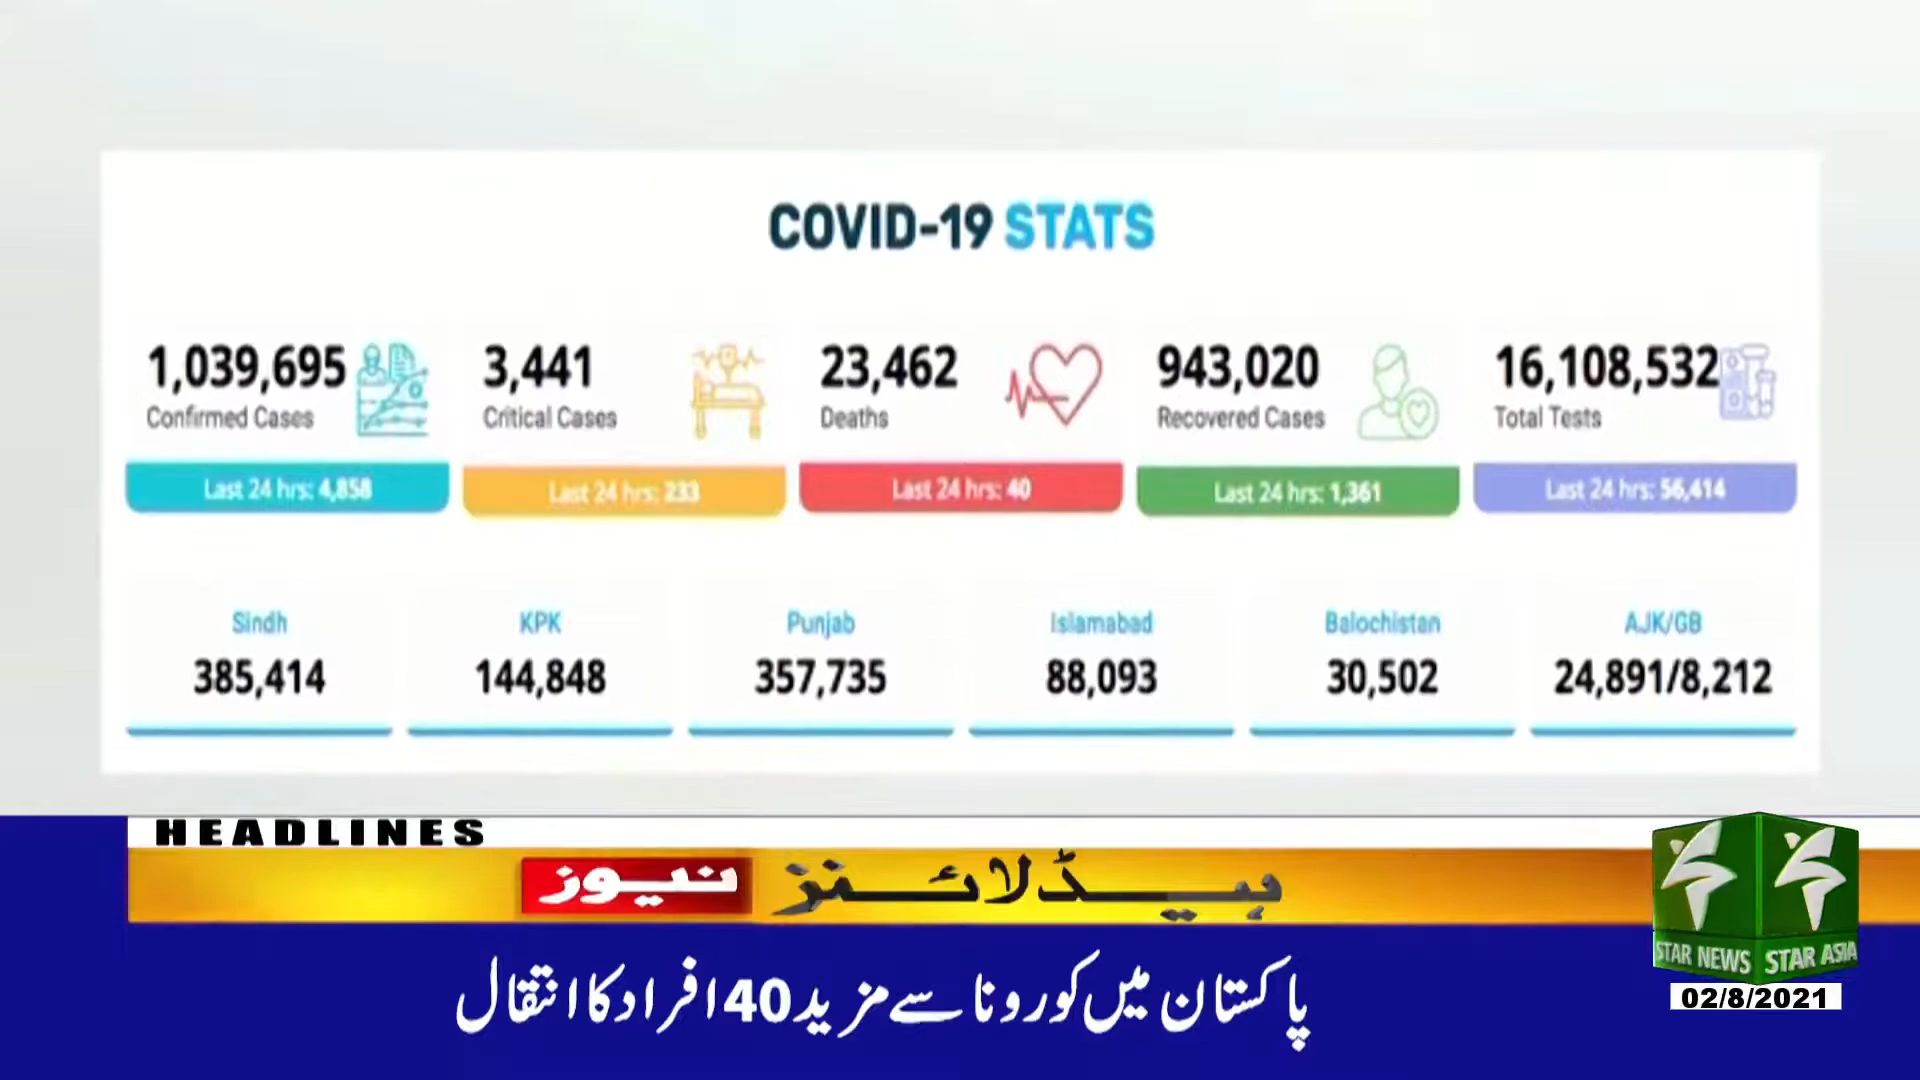 COVID-19 STATS
1,039,695
Confirmed Cases
Last 24 hrs: 4,858
3,441
Critical Cases
Last 24 hrs: 233
23,462
Deaths
Last 24 hrs: 40
943,020
Recovered Cases
Last 24 hrs: 1,361
16,108,532
Total Tests
Last 24 hrs: 56,414
Sindh
385,414
KPK
144,848
Punjab
357,735
Islamabad
88,093
Balochistan
30,502
AJK/GB
24,891/8,212
HEADLINES
ہیڈلائنز نیوز
STAR NEWS STAR ASIA
02/8/2021
پاکستان میں کورونا سے مزید 40 افراد کا انتقال